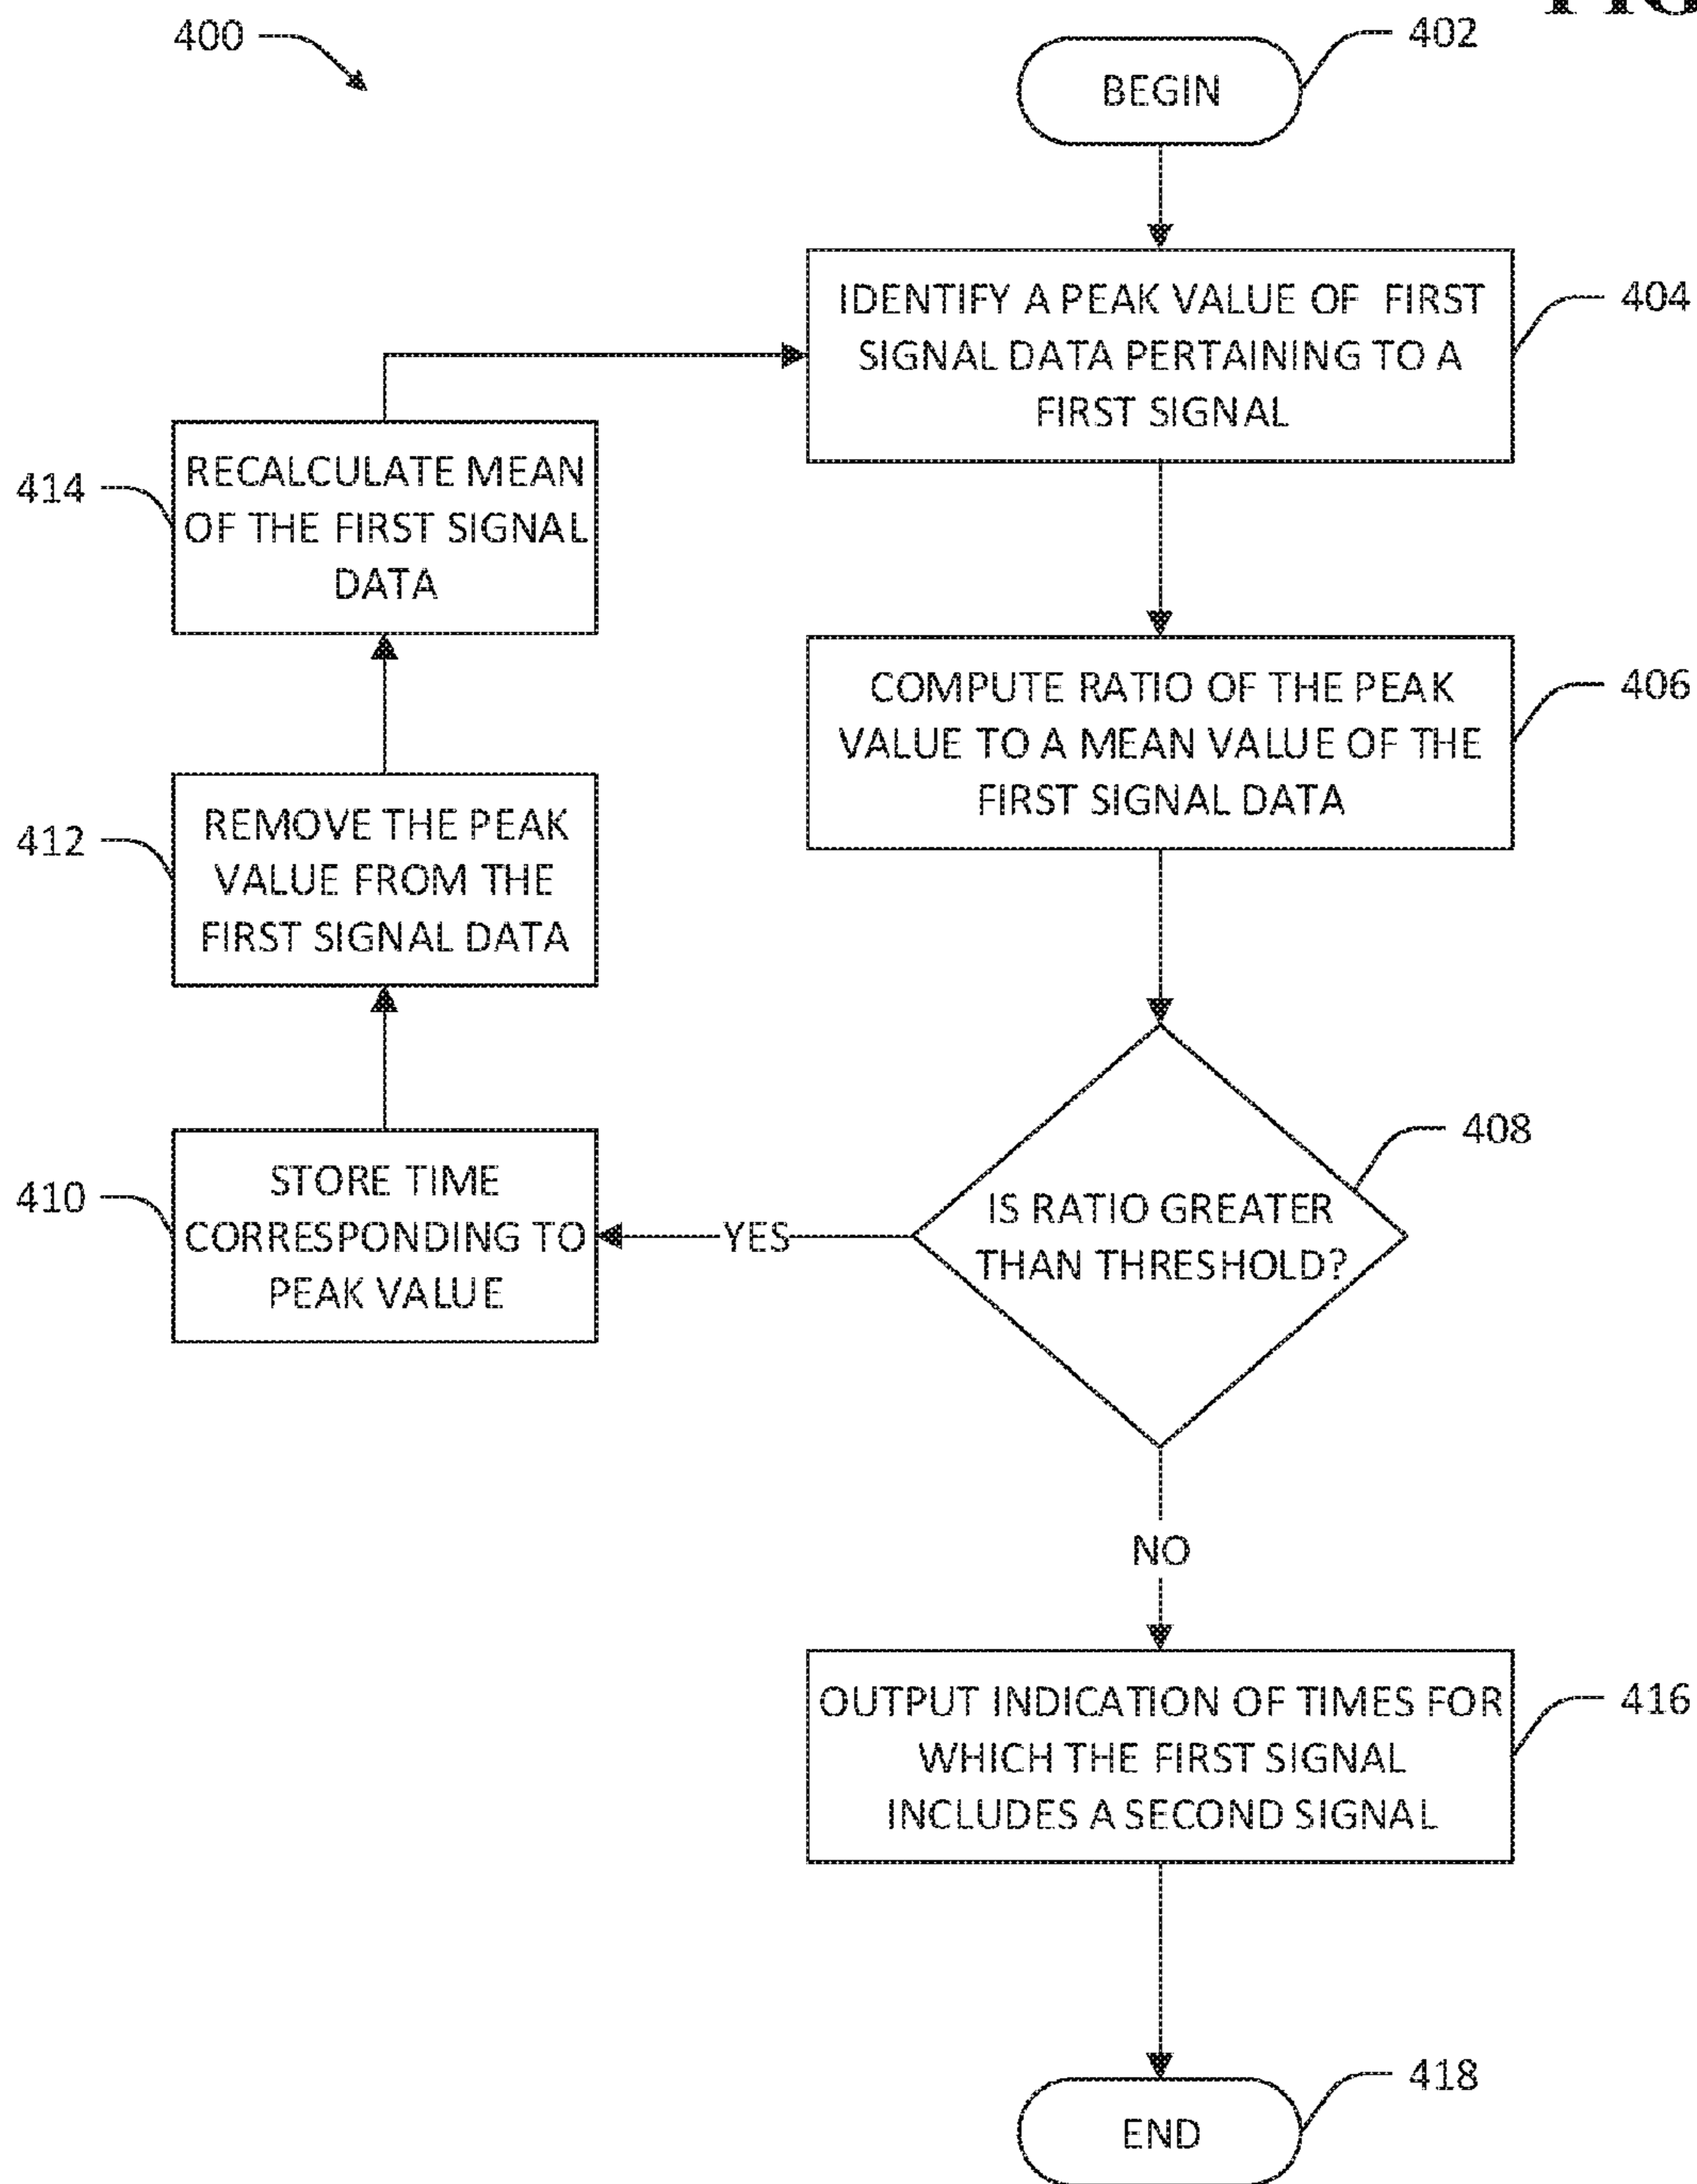 400
402
BEGIN
IDENTIFY A PEAK VALUE OF FIRST
SIGNAL DATA PERTAINING TO A
FIRST SIGNAL
404
RECALCULATE MEAN
OF THE FIRST SIGNAL
DATA
414
COMPUTE RATIO OF THE PEAK
VALUE TO A MEAN VALUE OF THE
FIRST SIGNAL DATA
406
REMOVE THE PEAK
VALUE FROM THE
FIRST SIGNAL DATA
412
408
IS RATIO GREATER
THAN THRESHOLD?
YES
STORE TIME
CORRESPONDING TO
PEAK VALUE
410
NO
OUTPUT INDICATION OF TIMES FOR
WHICH THE FIRST SIGNAL
INCLUDES A SECOND SIGNAL
416
418
END